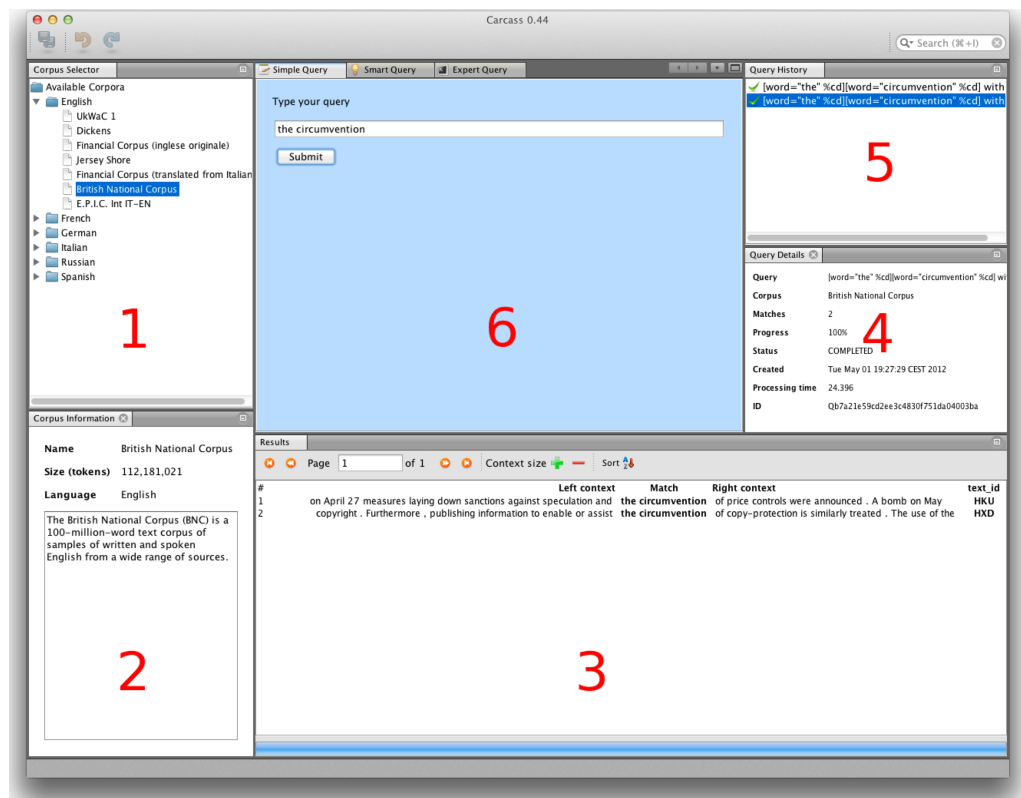 Carcass 0.44
Search (⌘+I)
Corpus Selector
Available Corpora
English
UkWaC 1
Dickens
Financial Corpus (inglese originale)
Jersey Shore
Financial Corpus (translated from Italian
British National Corpus
E.P.I.C. Int IT-EN
French
German
Italian
Russian
Spanish
1
Corpus Information
Name British National Corpus
Size (tokens) 112,181,021
Language English
The British National Corpus (BNC) is a
100-million-word text corpus of
samples of written and spoken
English from a wide range of sources.
2
Simple Query Smart Query Expert Query
Type your query
the circumvention
Submit
6
Query History
[word="the" %cd][word="circumvention" %cd] with
[word="the" %cd][word="circumvention" %cd] with
5
Query Details
Query [word="the" %cd][word="circumvention" %cd] wi
Corpus British National Corpus
Matches 2
Progress 100%
Status COMPLETED
Created Tue May 01 19:27:29 CEST 2012
Processing time 24.396
ID Qb7a21e59cd2ee3c4830f751da04003ba
4
Results
Page 1 of 1 Context size Sort
# Left context Match Right context text_id
1 on April 27 measures laying down sanctions against speculation and the circumvention of price controls were announced . A bomb on May HKU
2 copyright . Furthermore , publishing information to enable or assist the circumvention of copy-protection is similarly treated . The use of the HXD
3